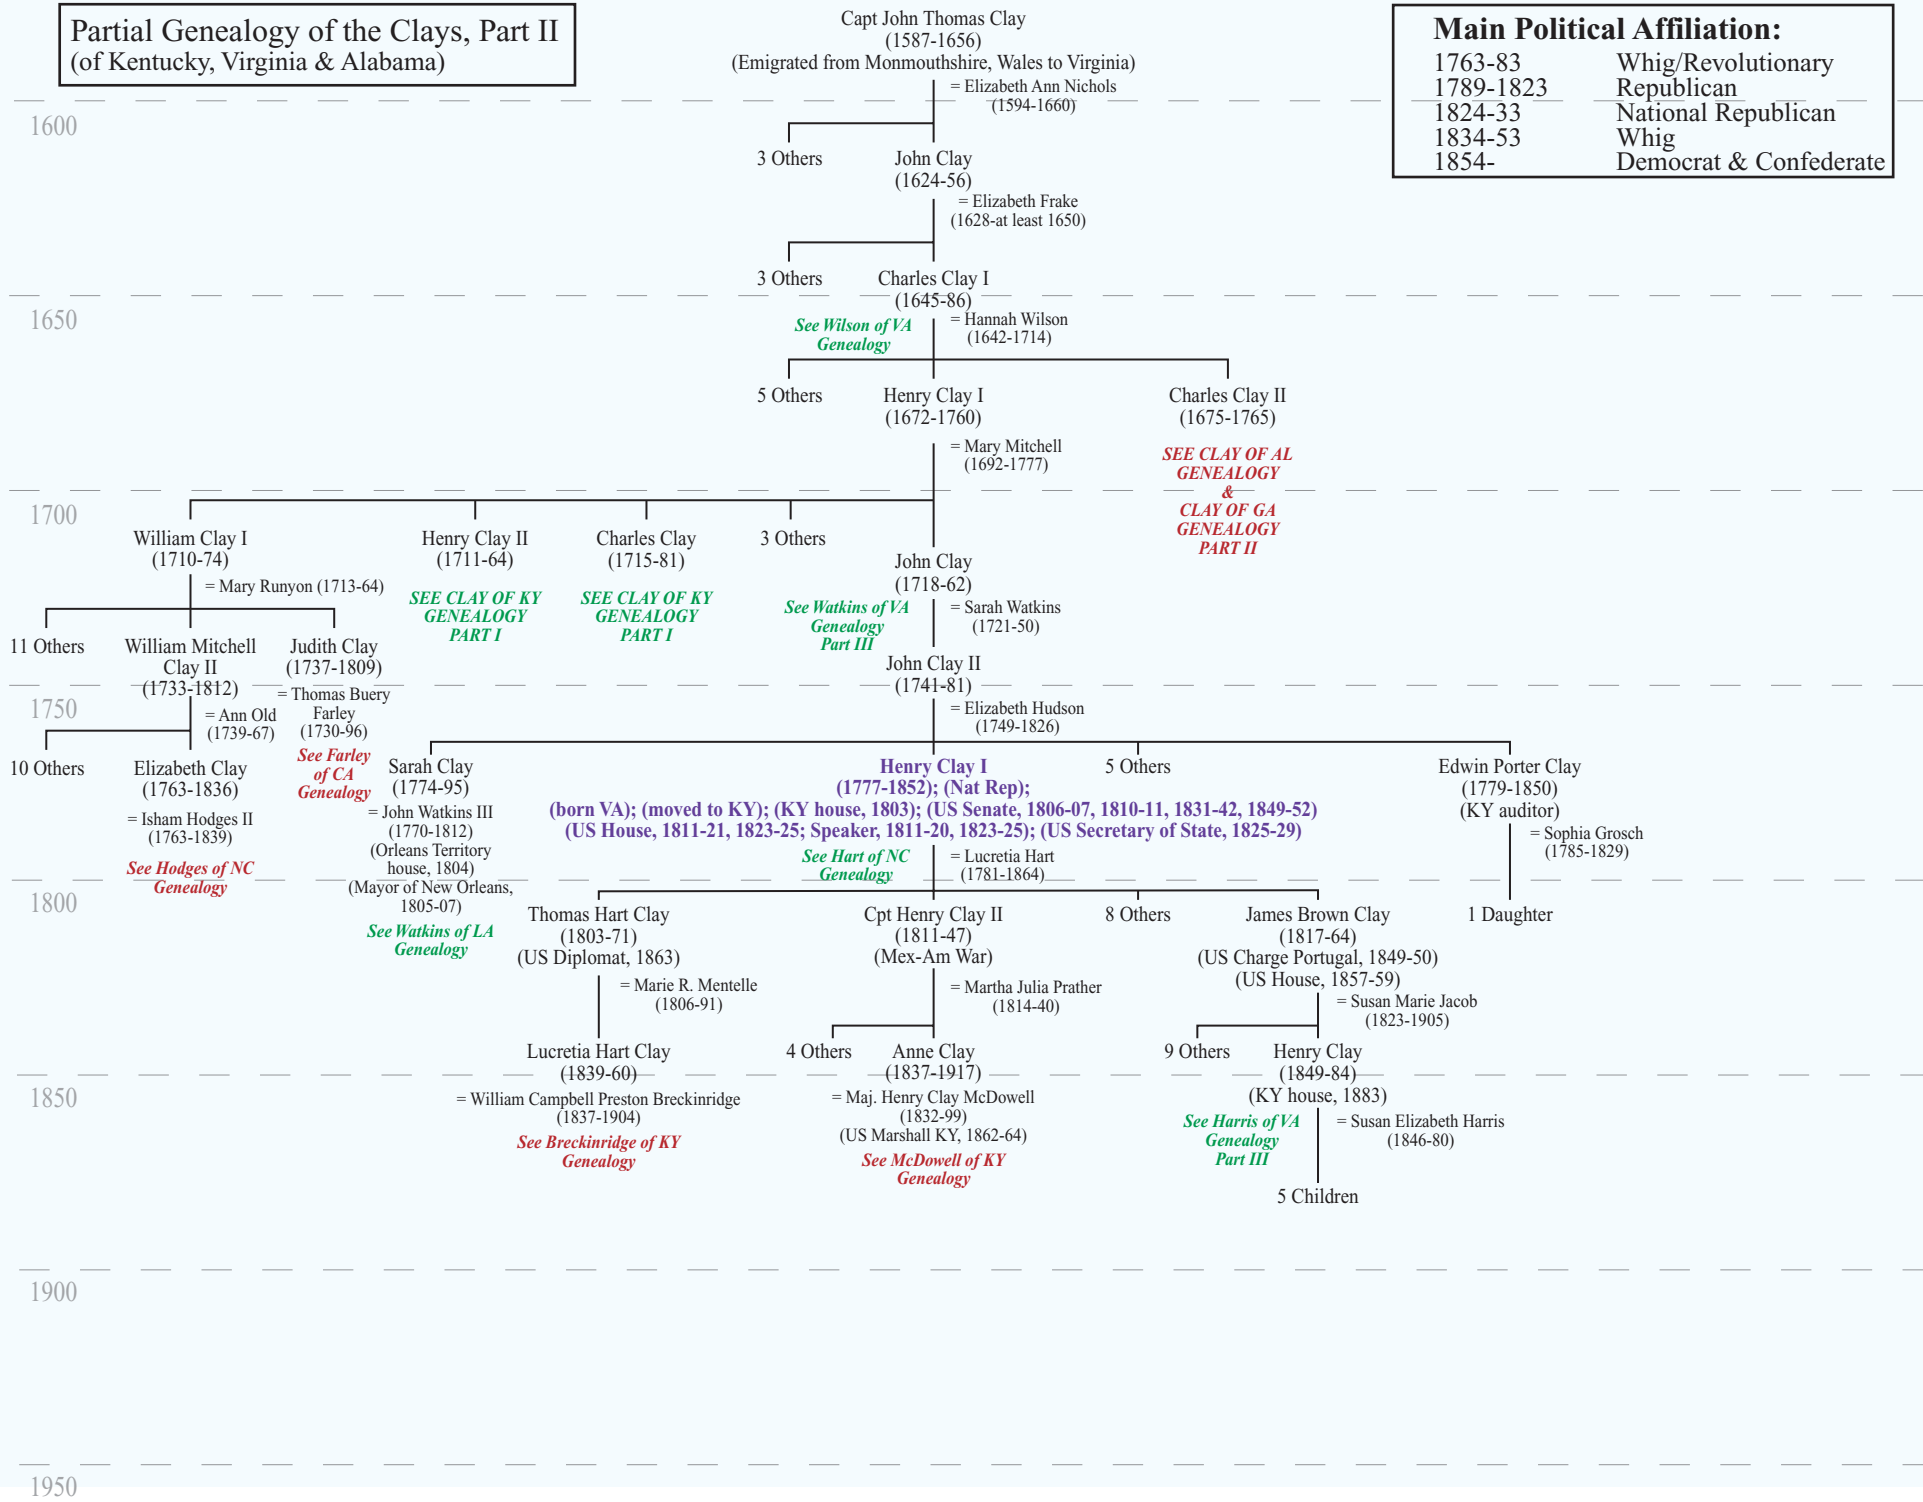 Partial Genealogy of the Clays, Part II
(of Kentucky, Virginia & Alabama)
Capt John Thomas Clay
(1587-1656)
(Emigrated from Monmouthshire, Wales to Virginia)
= Elizabeth Ann Nichols
(1594-1660)
Main Political Affiliation:
1763-83 Whig/Revolutionary
1789-1823 Republican
1824-33 National Republican
1834-53 Whig
1854- Democrat & Confederate
1600
3 Others
John Clay
(1624-56)
= Elizabeth Frake
(1628-at least 1650)
3 Others
Charles Clay I
(1645-86)
1650
See Wilson of VA
Genealogy
= Hannah Wilson
(1642-1714)
5 Others
Henry Clay I
(1672-1760)
Charles Clay II
(1675-1765)
= Mary Mitchell
(1692-1777)
SEE CLAY OF AL
GENEALOGY
&
CLAY OF GA
GENEALOGY
PART II
1700
William Clay I
(1710-74)
= Mary Runyon (1713-64)
Henry Clay II
(1711-64)
SEE CLAY OF KY
GENEALOGY
PART I
Charles Clay
(1715-81)
SEE CLAY OF KY
GENEALOGY
PART I
3 Others
John Clay
(1718-62)
See Watkins of VA
Genealogy
Part III
= Sarah Watkins
(1721-50)
11 Others
William Mitchell
Clay II
(1733-1812)
Judith Clay
(1737-1809)
John Clay II
(1741-81)
1750
= Ann Old
(1739-67)
= Thomas Buery
Farley
(1730-96)
See Farley
of CA
Genealogy
= Elizabeth Hudson
(1749-1826)
10 Others
Elizabeth Clay
(1763-1836)
= Isham Hodges II
(1763-1839)
See Hodges of NC
Genealogy
Sarah Clay
(1774-95)
= John Watkins III
(1770-1812)
(Orleans Territory
house, 1804)
(Mayor of New Orleans,
1805-07)
See Watkins of LA
Genealogy
Henry Clay I
(1777-1852); (Nat Rep);
(born VA); (moved to KY); (KY house, 1803); (US Senate, 1806-07, 1810-11, 1831-42, 1849-52)
(US House, 1811-21, 1823-25; Speaker, 1811-20, 1823-25); (US Secretary of State, 1825-29)
See Hart of NC
Genealogy
= Lucretia Hart
(1781-1864)
5 Others
Edwin Porter Clay
(1779-1850)
(KY auditor)
= Sophia Grosch
(1785-1829)
1800
Thomas Hart Clay
(1803-71)
(US Diplomat, 1863)
= Marie R. Mentelle
(1806-91)
Cpt Henry Clay II
(1811-47)
(Mex-Am War)
= Martha Julia Prather
(1814-40)
8 Others
James Brown Clay
(1817-64)
(US Charge Portugal, 1849-50)
(US House, 1857-59)
= Susan Marie Jacob
(1823-1905)
1 Daughter
Lucretia Hart Clay
(1839-60)
= William Campbell Preston Breckinridge
(1837-1904)
See Breckinridge of KY
Genealogy
4 Others
Anne Clay
(1837-1917)
= Maj. Henry Clay McDowell
(1832-99)
(US Marshall KY, 1862-64)
See McDowell of KY
Genealogy
9 Others
Henry Clay
(1849-84)
(KY house, 1883)
See Harris of VA
Genealogy
Part III
= Susan Elizabeth Harris
(1846-80)
5 Children
1850
1900
1950